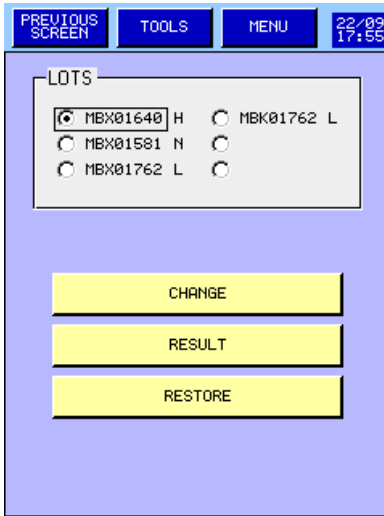 PREVIOUS SCREEN
TOOLS
MENU
22/09
17:55
LOTS
MBX01640 H
MBK01762 L
MBX01581 N
MBX01762 L
CHANGE
RESULT
RESTORE